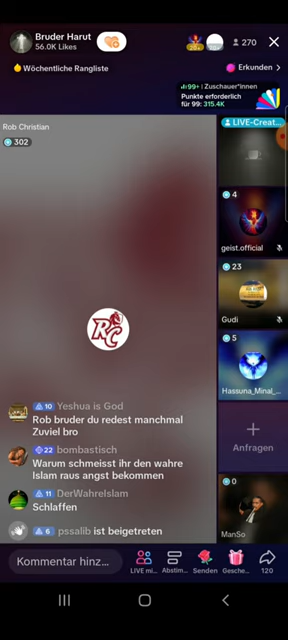 Bruder Harut
56.0K Likes
270
Wöchentliche Rangliste
Erkunden
99+ Zuschauer*innen
Punkte erforderlich
für 99: 315.4K
Rob Christian
302
LIVE-Creat...
4
geist.official
23
Gudi
5
Hassuna_Minal_...
Anfragen
0
ManSo
RC
10 Yeshua is God
Rob bruder du redest manchmal
Zuviel bro
22 bombastisch
Warum schmeisst ihr den wahre
Islam raus angst bekommen
11 DerWahreIslam
Schlaffen
6 pssalib ist beigetreten
Kommentar hinz...
LIVE mi...
Abstim...
Senden
Gesche...
120